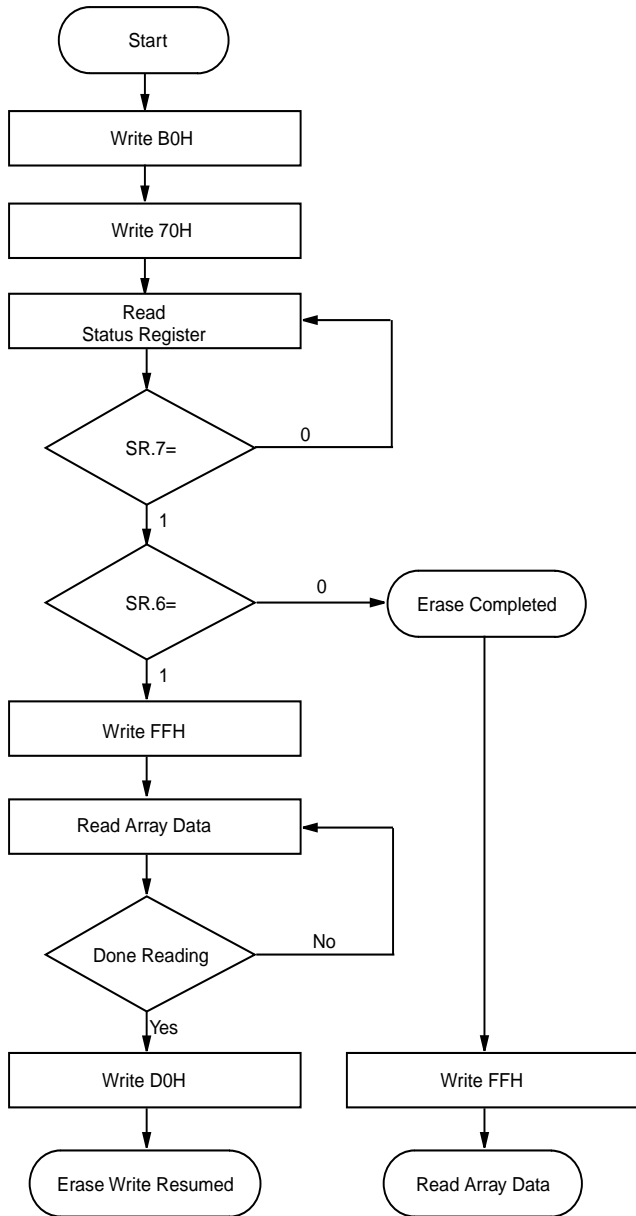 Start
Write B0H
Write 70H
Read
Status Register
SR.7=
0
1
SR.6=
0
Erase Completed
1
Write FFH
Read Array Data
Done Reading
No
Yes
Write D0H
Write FFH
Erase Write Resumed
Read Array Data